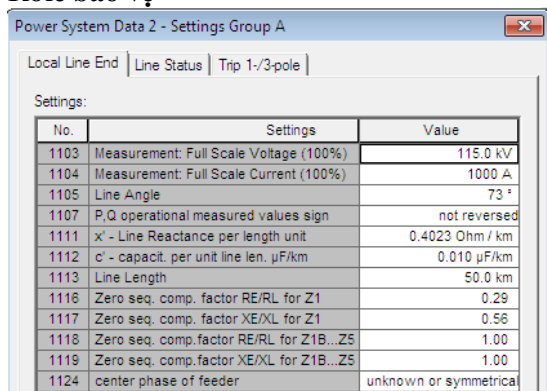 Rơle bảo vệ
Power System Data 2 - Settings Group A
Local Line End Line Status Trip 1-/3-pole
Settings:
No. Settings Value
1103 Measurement: Full Scale Voltage (100%) 115.0 kV
1104 Measurement: Full Scale Current (100%) 1000 A
1105 Line Angle 73 °
1107 P,Q operational measured values sign not reversed
1111 x' - Line Reactance per length unit 0.4023 Ohm / km
1112 c' - capacit. per unit line len. µF/km 0.010 µF/km
1113 Line Length 50.0 km
1116 Zero seq. comp. factor RE/RL for Z1 0.29
1117 Zero seq. comp. factor XE/XL for Z1 0.56
1118 Zero seq. comp.factor RE/RL for Z1B...Z5 1.00
1119 Zero seq. comp.factor XE/XL for Z1B...Z5 1.00
1124 center phase of feeder unknown or symmetrical